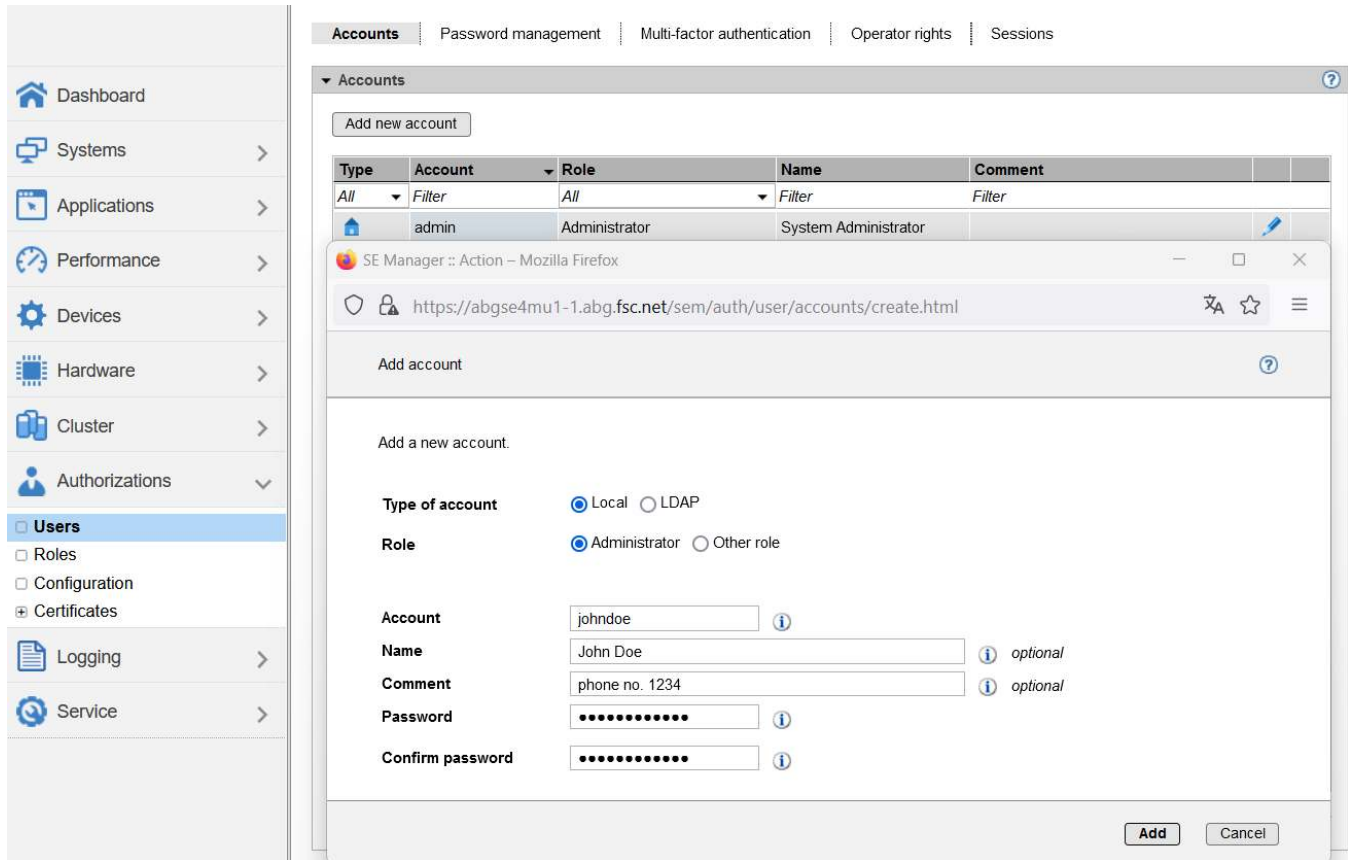 Accounts Password management Multi-factor authentication Operator rights Sessions
Accounts
Dashboard
Systems
Applications
Performance
Devices
Hardware
Cluster
Authorizations
Users
Roles
Configuration
Certificates
Logging
Service
Add new account
Type Account Role Name Comment
All Filter All Filter Filter
admin Administrator System Administrator
SE Manager :: Action – Mozilla Firefox
https://abgse4mu1-1.abg.fsc.net/sem/auth/user/accounts/create.html
Add account
Add a new account.
Type of account Local LDAP
Role Administrator Other role
Account johndoe
Name John Doe optional
Comment phone no. 1234 optional
Password ••••••••••••
Confirm password ••••••••••••
Add Cancel